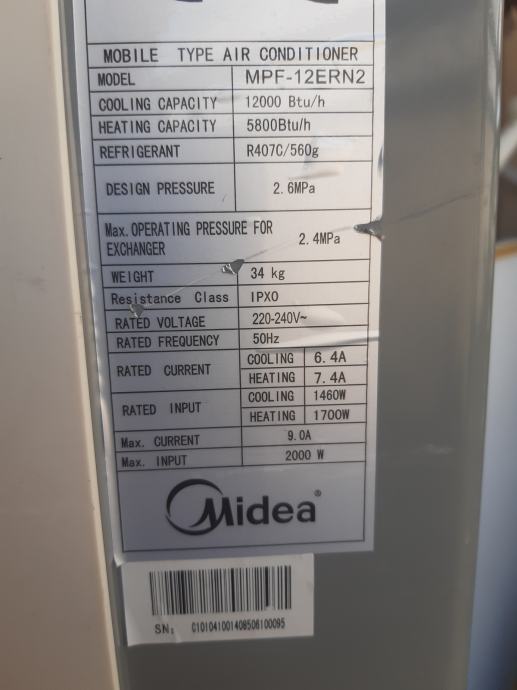 MOBILE TYPE AIR CONDITIONER
MODEL MPF-12ERN2
COOLING CAPACITY 12000 Btu/h
HEATING CAPACITY 5800Btu/h
REFRIGERANT R407C/560g
DESIGN PRESSURE 2.6MPa
Max. OPERATING PRESSURE FOR
EXCHANGER 2.4MPa
WEIGHT 34 kg
Resistance Class IPX0
RATED VOLTAGE 220-240V~
RATED FREQUENCY 50Hz
RATED CURRENT COOLING 6.4A
HEATING 7.4A
RATED INPUT COOLING 1460W
HEATING 1700W
Max. CURRENT 9.0A
Max. INPUT 2000 W
Midea®
SN: C101041001408506100095